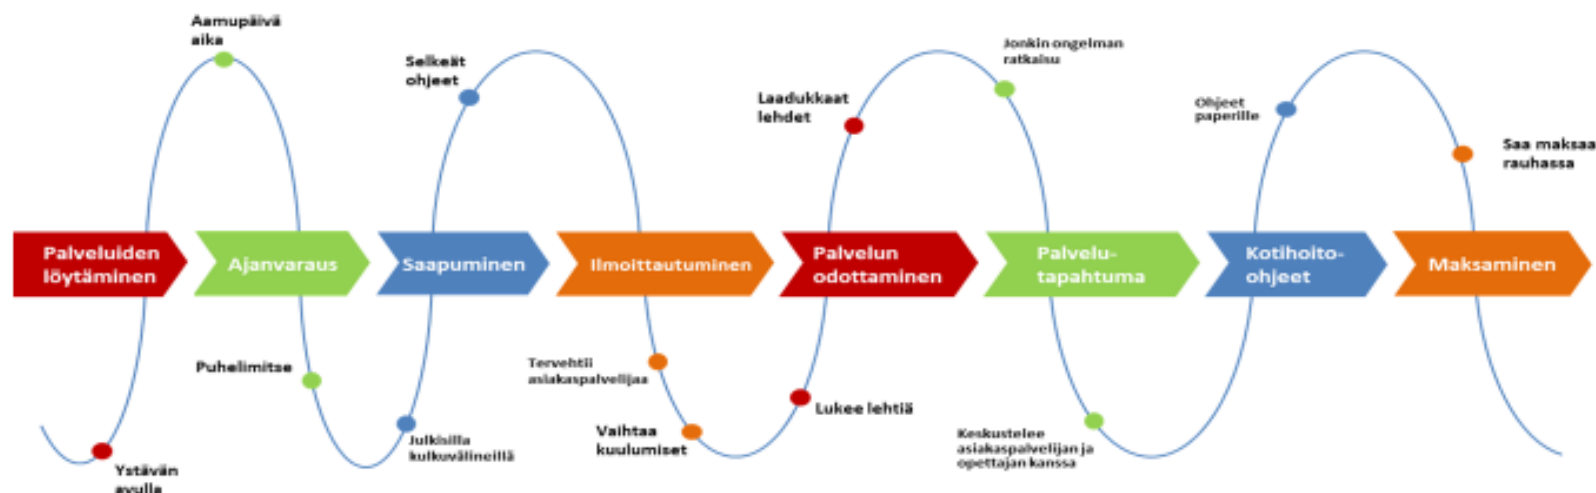 Aamupäivä
aika
Selkeät
ohjeet
Laadukkaat
lehdet
Jonkin ongelman
ratkaisu
Ohjeet
paperille
Saa maksaa
rauhassa
Palveluiden
löytäminen
Ajanvaraus
Saapuminen
Ilmoittautuminen
Palvelun
odottaminen
Palvelu-
tapahtuma
Kotihoito-
ohjeet
Maksaminen
Ystävän
avulla
Puhelimitse
Julkisilla
kulkuvälineillä
Tervehtii
asiakaspalvelijaa
Vaihtaa
kuulumiset
Lukee lehtiä
Keskustelee
asiakaspalvelijan ja
opettajan kanssa